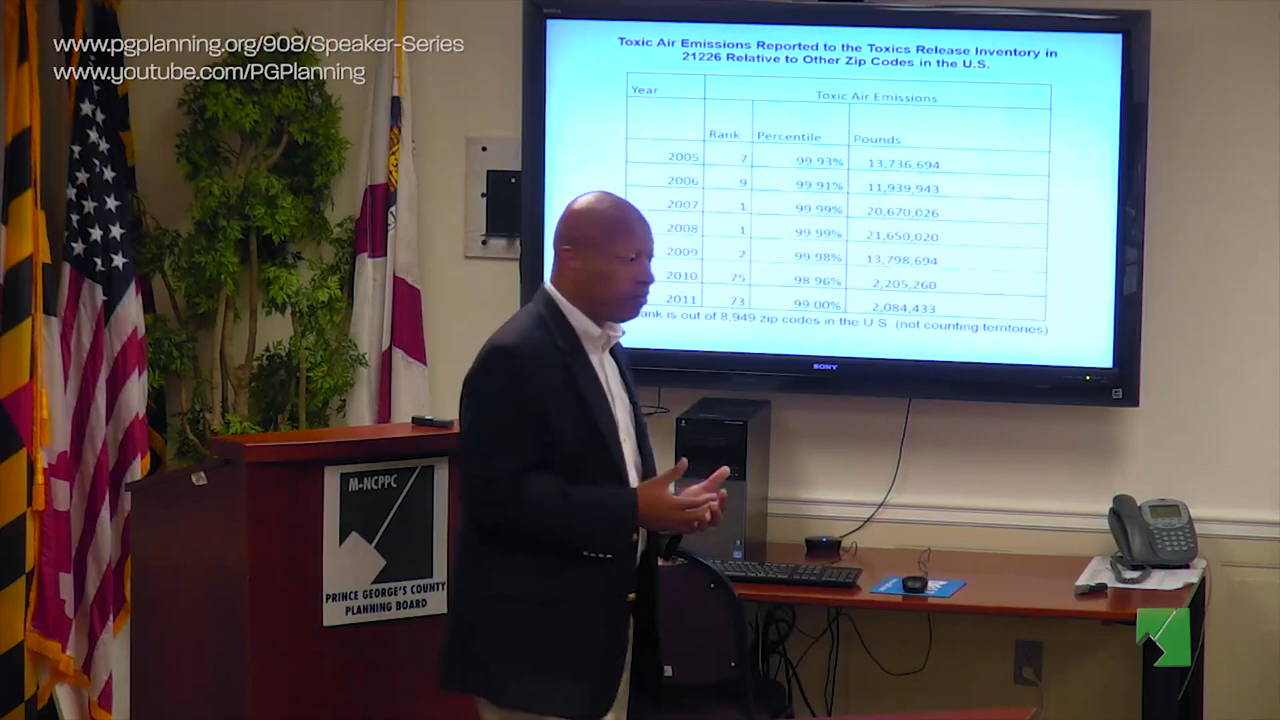 www.pgplanning.org/908/Speaker-Series
www.youtube.com/PGPlanning
Toxic Air Emissions Reported to the Toxics Release Inventory in
21226 Relative to Other Zip Codes in the U.S.
Year Toxic Air Emissions
Rank Percentile Pounds
2005 7 99.93% 13,736,694
2006 9 99.91% 11,939,943
2007 1 99.99% 20,670,026
2008 1 99.99% 21,650,020
2009 2 99.98% 13,798,694
2010 75 98.96% 2,205,260
2011 73 99.00% 2,084,433
is out of 8,949 zip codes in the U.S. (not counting territories)
SONY
M-NCPPC
PRINCE GEORGE'S COUNTY
PLANNING BOARD